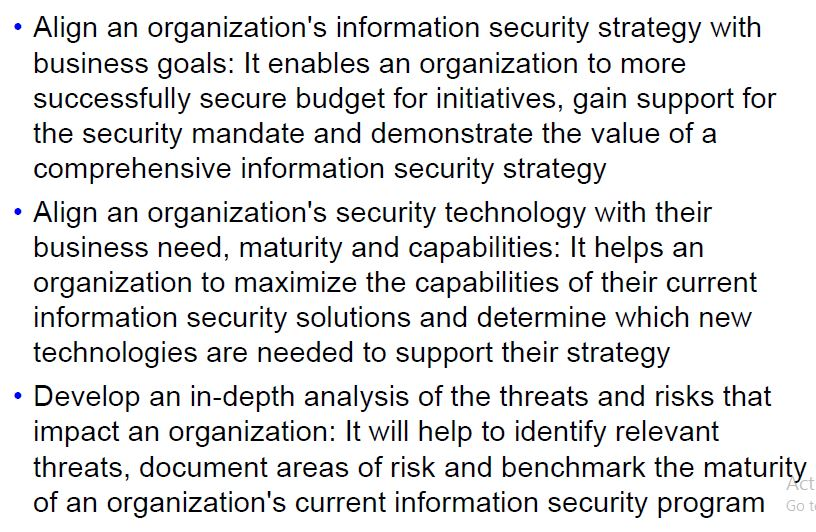 • Align an organization's information security strategy with
business goals: It enables an organization to more
successfully secure budget for initiatives, gain support for
the security mandate and demonstrate the value of a
comprehensive information security strategy
• Align an organization's security technology with their
business need, maturity and capabilities: It helps an
organization to maximize the capabilities of their current
information security solutions and determine which new
technologies are needed to support their strategy
• Develop an in-depth analysis of the threats and risks that
impact an organization: It will help to identify relevant
threats, document areas of risk and benchmark the maturity
of an organization's current information security program
Act
Go t